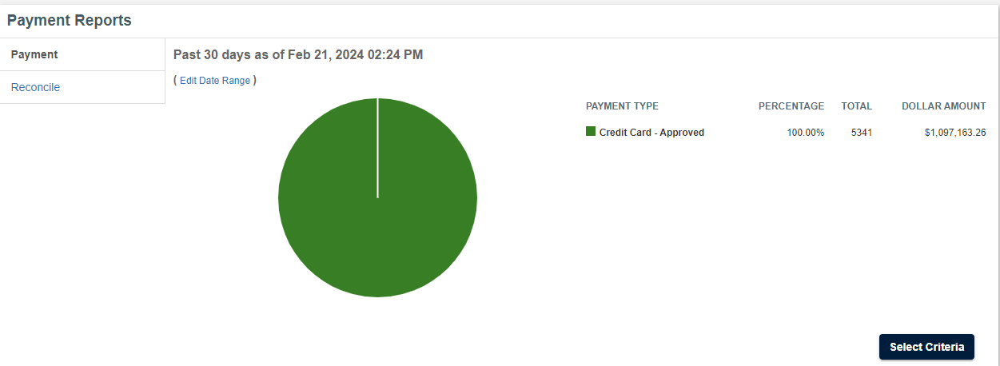 Payment Reports
Payment
Reconcile
Past 30 days as of Feb 21, 2024 02:24 PM
( Edit Date Range )
PAYMENT TYPE PERCENTAGE TOTAL DOLLAR AMOUNT
Credit Card - Approved 100.00% 5341 $1,097,163.26
Select Criteria